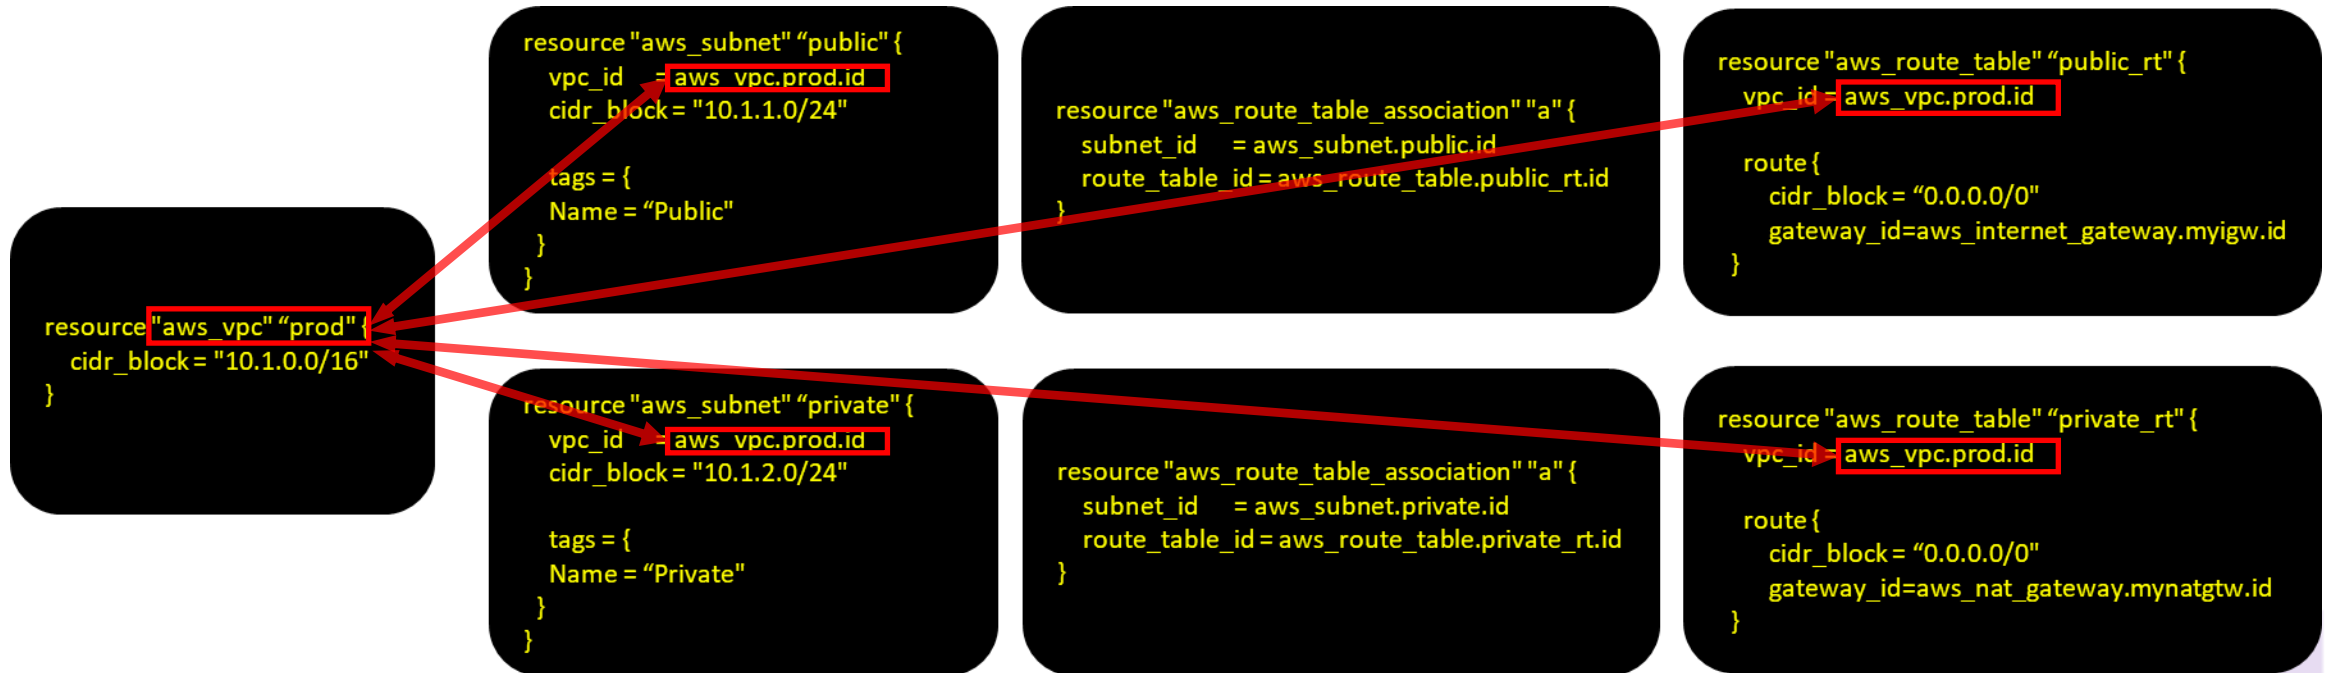 resource "aws_vpc" “prod" {
cidr_block = "10.1.0.0/16"
}
resource "aws_subnet" “public" {
vpc_id = aws_vpc.prod.id
cidr_block = "10.1.1.0/24"
tags = {
Name = “Public"
}
}
resource "aws_route_table_association" "a" {
subnet_id = aws_subnet.public.id
route_table_id = aws_route_table.public_rt.id
}
resource "aws_route_table" “public_rt" {
vpc_id = aws_vpc.prod.id
route {
cidr_block = “0.0.0.0/0"
gateway_id=aws_internet_gateway.myigw.id
}
resource "aws_subnet" “private" {
vpc_id = aws_vpc.prod.id
cidr_block = "10.1.2.0/24"
tags = {
Name = “Private"
}
}
resource "aws_route_table_association" "a" {
subnet_id = aws_subnet.private.id
route_table_id = aws_route_table.private_rt.id
}
resource "aws_route_table" “private_rt" {
vpc_id = aws_vpc.prod.id
route {
cidr_block = “0.0.0.0/0"
gateway_id=aws_nat_gateway.mynatgtw.id
}